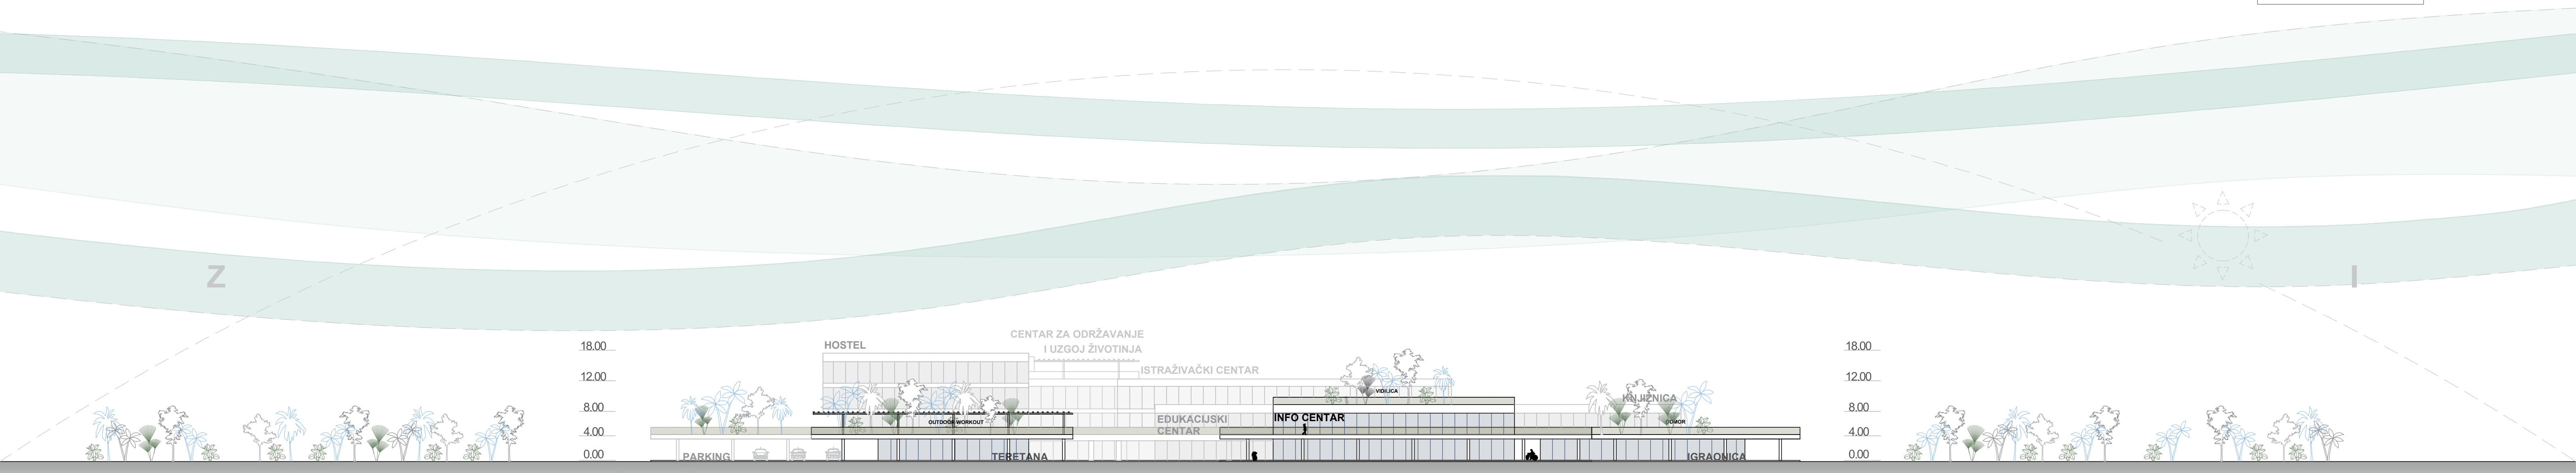 Z
I
CENTAR ZA ODRŽAVANJE
I UZGOJ ŽIVOTINJA
HOSTEL
ISTRAŽIVAČKI CENTAR
18.00
12.00
8.00
4.00
0.00
18.00
12.00
8.00
4.00
0.00
VIDILICA
KNJIŽNICA
EDUKACIJSKI
CENTAR
INFO CENTAR
OUTDOOR WORKOUT
ODMOR
PARKING
TERETANA
IGRAONICA